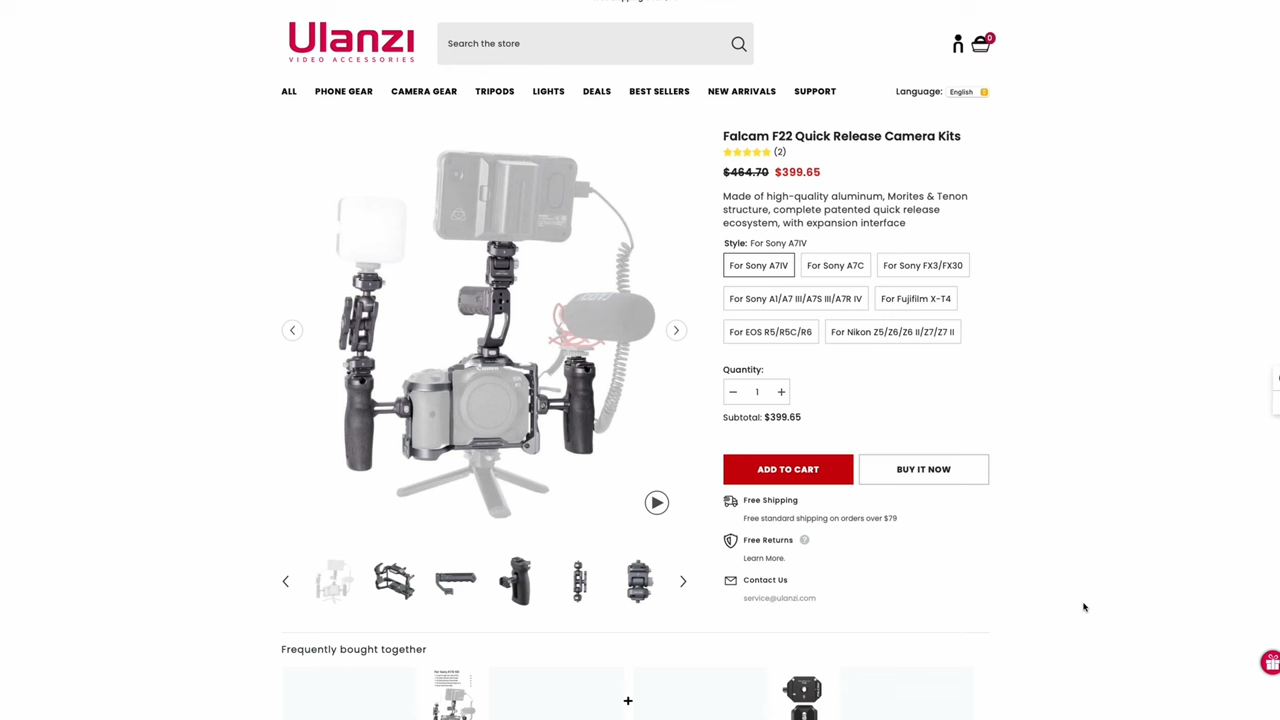 Ulanzi
VIDEO ACCESSORIES
Search the store
0
ALL
PHONE GEAR
CAMERA GEAR
TRIPODS
LIGHTS
DEALS
BEST SELLERS
NEW ARRIVALS
SUPPORT
Language:
English
Falcam F22 Quick Release Camera Kits
(2)
$464.70 $399.65
Made of high-quality aluminum, Morites & Tenon
structure, complete patented quick release
ecosystem, with expansion interface
Style: For Sony A7IV
For Sony A7IV
For Sony A7C
For Sony FX3/FX30
For Sony A1/A7 III/A7S III/A7R IV
For Fujifilm X-T4
For EOS R5/R5C/R6
For Nikon Z5/Z6/Z6 II/Z7/Z7 II
Quantity:
1
Subtotal: $399.65
ADD TO CART
BUY IT NOW
Free Shipping
Free standard shipping on orders over $79
Free Returns ?
Learn More.
Contact Us
service@ulanzi.com
Canon
Frequently bought together
+